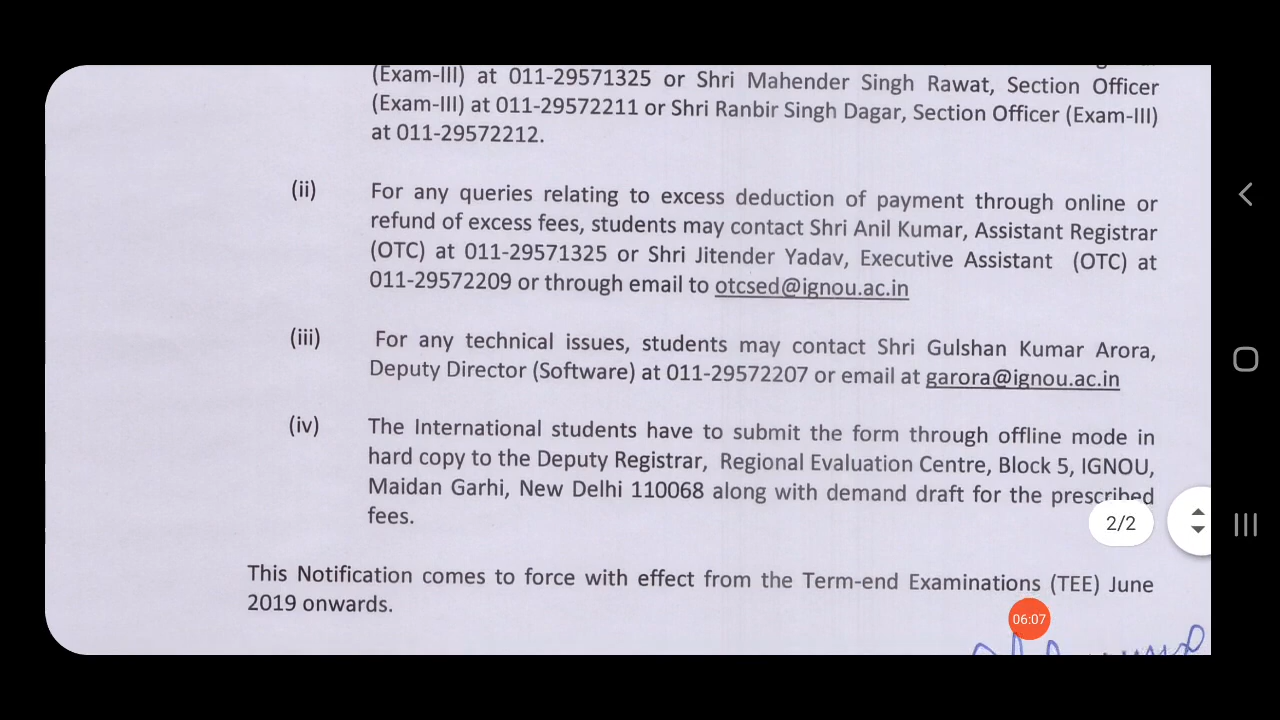 (Exam-III) at 011-29571325 or Shri Mahender Singh Rawat, Section Officer
(Exam-III) at 011-29572211 or Shri Ranbir Singh Dagar, Section Officer (Exam-III)
at 011-29572212.
(ii) For any queries relating to excess deduction of payment through online or
refund of excess fees, students may contact Shri Anil Kumar, Assistant Registrar
(OTC) at 011-29571325 or Shri Jitender Yadav, Executive Assistant (OTC) at
011-29572209 or through email to otcsed@ignou.ac.in
(iii) For any technical issues, students may contact Shri Gulshan Kumar Arora,
Deputy Director (Software) at 011-29572207 or email at garora@ignou.ac.in
(iv) The International students have to submit the form through offline mode in
hard copy to the Deputy Registrar, Regional Evaluation Centre, Block 5, IGNOU,
Maidan Garhi, New Delhi 110068 along with demand draft for the prescribed
fees.
2/2
This Notification comes to force with effect from the Term-end Examinations (TEE) June
2019 onwards.
06:07